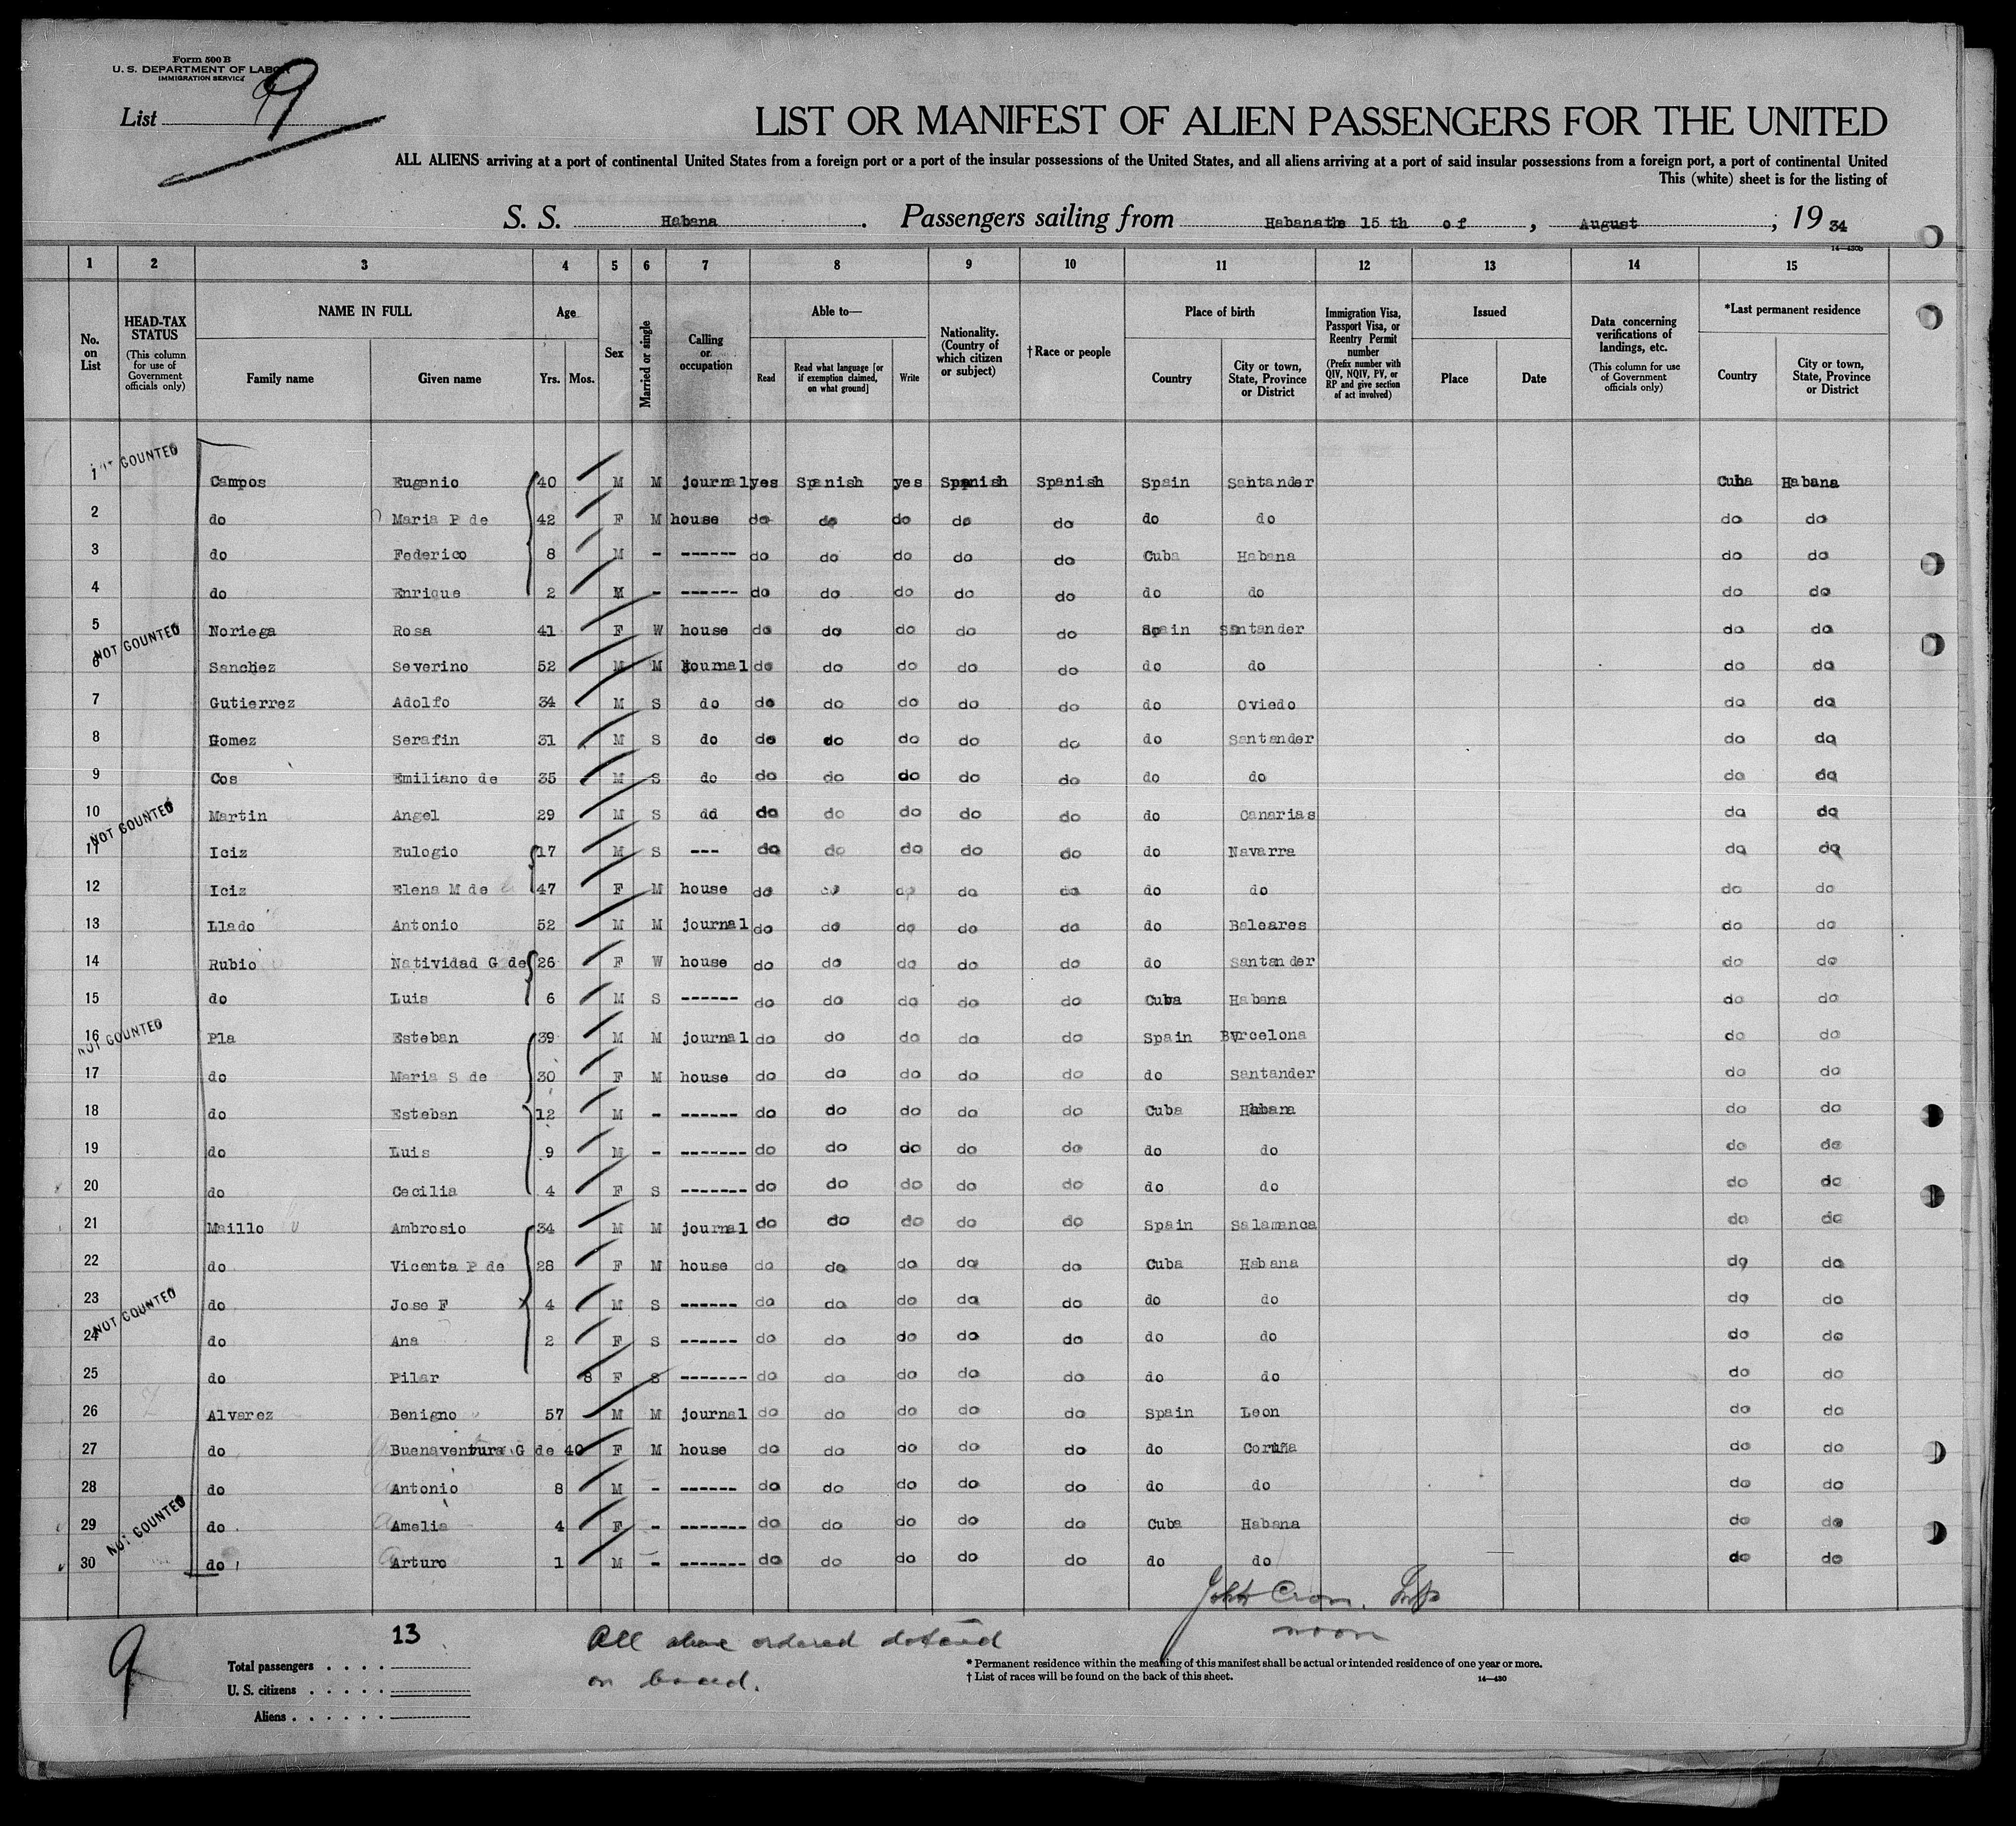 Form 500 B
U. S. DEPARTMENT OF LABOR
IMMIGRATION SERVICE
List 9
LIST OR MANIFEST OF ALIEN PASSENGERS FOR THE UNITED
ALL ALIENS arriving at a port of continental United States from a foreign port or a port of the insular possessions of the United States, and all aliens arriving at a port of said insular possessions from a foreign port, a port of continental United
This (white) sheet is for the listing of
S. S. Habana. Passengers sailing from Habana the 15 th of, August; 19 34
14—430b
1 2 3 4 5 6 7 8 9 10 11 12 13 14 15
No. on List
HEAD-TAX STATUS (This column for use of Government officials only)
NAME IN FULL Family name Given name
Age Yrs. Mos.
Sex
Married or single
Calling or occupation
Able to— Read Read what language [or if exemption claimed, on what ground] Write
Nationality. (Country of which citizen or subject)
†Race or people
Place of birth Country City or town, State, Province or District
Immigration Visa, Passport Visa, or Reentry Permit number (Prefix number with QIV, NQIV, PV, or RP and give section of act involved)
Issued Place Date
Data concerning verifications of landings, etc. (This column for use of Government officials only)
*Last permanent residence Country City or town, State, Province or District
NOT COUNTED
1 Campos Eugenio 40 M M journal yes Spanish yes Spanish Spanish Spain Santander Cuba Habana
2 do Maria P de 42 F M house do do do do do do do do do
3 do Federico 8 M - ------ do do do do do Cuba Habana do do
4 do Enrique 2 M - ------ do do do do do do do do do
5 Noriega Rosa 41 F W house do do do do do Spain Santander do do
NOT COUNTED
6 Sanchez Severino 52 M M journal do do do do do do do do do
7 Gutierrez Adolfo 34 M S do do do do do do do Oviedo do do
8 Gomez Serafin 31 M S do do do do do do do Santander do do
9 Cos Emiliano de 35 M S do do do do do do do do do do
10 Martin Angel 29 M S dd do do do do do do Canarias do do
NOT COUNTED
11 Iciz Eulogio 17 M S --- do do do do do do Navarra do do
12 Iciz Elena M de 47 F M house do do do do do do do do do
13 Llado Antonio 52 M M journal do do do do do do Baleares do do
14 Rubio Natividad G de 26 F W house do do do do do do Santander do do
15 do Luis 6 M S ------ do do do do do Cuba Habana do do
NOT COUNTED
16 Pla Esteban 39 M M journal do do do do do Spain Barcelona do do
17 do Maria S de 30 F M house do do do do do do Santander do do
18 do Esteban 12 M - ------ do do do do do Cuba Habana do do
19 do Luis 9 M - ------- do do do do do do do do do
20 do Cecilia 4 F S ------- do do do do do do do do do
21 Maillo Ambrosio 34 M M journal do do do do do Spain Salamanca do do
22 do Vicenta P de 28 F M house do do do do do Cuba Habana do do
23 do Jose F 4 M S ------ do do do do do do do do do
NOT COUNTED
24 do Ana 2 F S ------ do do do do do do do do do
25 do Pilar 8 F S ------- do do do do do do do do do
26 Alvarez Benigno 57 M M journal do do do do do Spain Leon do do
27 do Buenaventura G de 40 F M house do do do do do do Coruña do do
28 do Antonio 8 M - ------ do do do do do do do do do
29 do Amelia 4 F - ------- do do do do do Cuba Habana do do
NOT COUNTED
30 do Arturo 1 M - ------- do do do do do do do do do
noon
9
13
All above ordered detained
on board.
Total passengers . . . .
U. S. citizens . . . . .
Aliens . . . . . .
* Permanent residence within the meaning of this manifest shall be actual or intended residence of one year or more.
† List of races will be found on the back of this sheet.
14—430